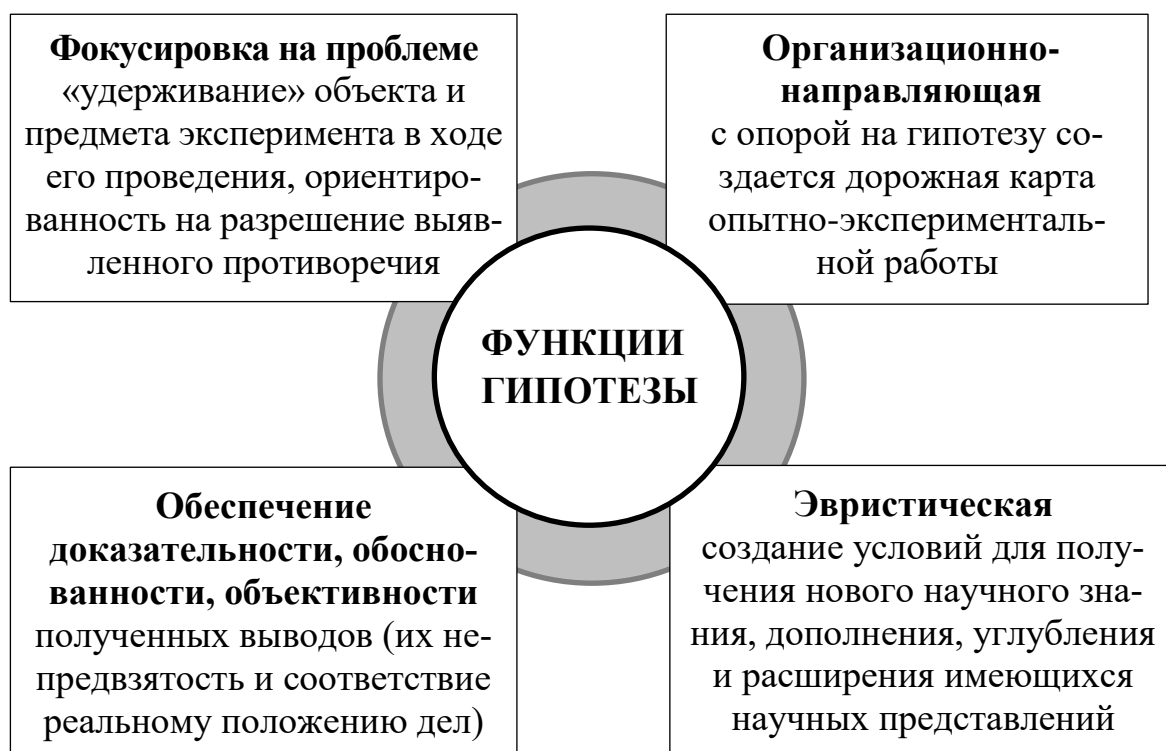 Фокусировка на проблеме
«удерживание» объекта и
предмета эксперимента в ходе
его проведения, ориентиро-
ванность на разрешение выяв-
ленного противоречия
Организационно-
направляющая
с опорой на гипотезу со-
здается дорожная карта
опытно-эксперименталь-
ной работы
ФУНКЦИИ
ГИПОТЕЗЫ
Обеспечение
доказательности, обосно-
ванности, объективности
полученных выводов (их не-
предвзятость и соответствие
реальному положению дел)
Эвристическая
создание условий для полу-
чения нового научного зна-
ния, дополнения, углубления
и расширения имеющихся
научных представлений